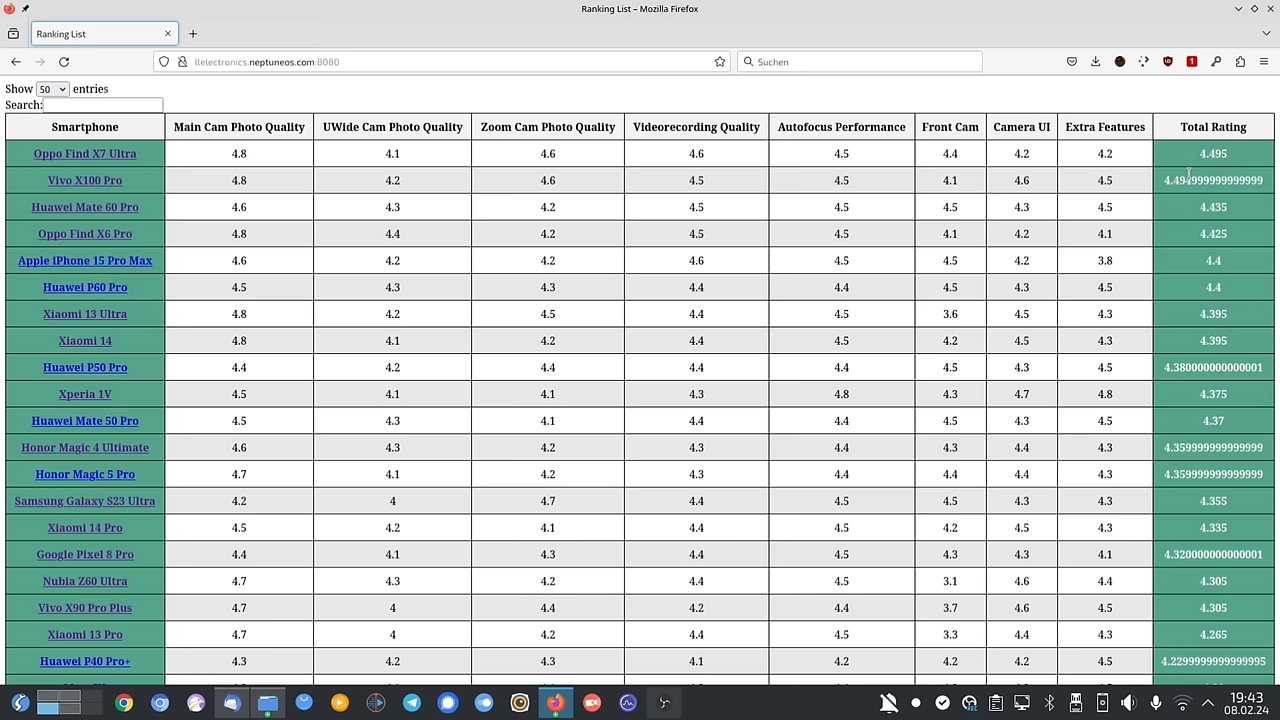 Ranking List – Mozilla Firefox
Ranking List
llelectronics.neptuneos.com:8080
Suchen
1
Show 50 entries
Search:
Smartphone Main Cam Photo Quality UWide Cam Photo Quality Zoom Cam Photo Quality Videorecording Quality Autofocus Performance Front Cam Camera UI Extra Features Total Rating
Oppo Find X7 Ultra 4.8 4.1 4.6 4.6 4.5 4.4 4.2 4.2 4.495
Vivo X100 Pro 4.8 4.2 4.6 4.5 4.5 4.1 4.6 4.5 4.494999999999999
Huawei Mate 60 Pro 4.6 4.3 4.2 4.5 4.5 4.5 4.3 4.5 4.435
Oppo Find X6 Pro 4.8 4.4 4.2 4.5 4.5 4.1 4.2 4.1 4.425
Apple iPhone 15 Pro Max 4.6 4.2 4.2 4.6 4.5 4.5 4.2 3.8 4.4
Huawei P60 Pro 4.5 4.3 4.3 4.4 4.4 4.5 4.3 4.5 4.4
Xiaomi 13 Ultra 4.8 4.2 4.5 4.4 4.5 3.6 4.5 4.3 4.395
Xiaomi 14 4.8 4.1 4.2 4.4 4.5 4.2 4.5 4.3 4.395
Huawei P50 Pro 4.4 4.2 4.4 4.4 4.4 4.5 4.3 4.5 4.380000000000001
Xperia 1V 4.5 4.1 4.1 4.3 4.8 4.3 4.7 4.8 4.375
Huawei Mate 50 Pro 4.5 4.3 4.1 4.4 4.4 4.5 4.3 4.5 4.37
Honor Magic 4 Ultimate 4.6 4.3 4.2 4.3 4.4 4.3 4.4 4.3 4.359999999999999
Honor Magic 5 Pro 4.7 4.1 4.2 4.3 4.4 4.4 4.4 4.3 4.359999999999999
Samsung Galaxy S23 Ultra 4.2 4 4.7 4.4 4.5 4.5 4.3 4.3 4.355
Xiaomi 14 Pro 4.5 4.2 4.1 4.4 4.5 4.2 4.5 4.3 4.335
Google Pixel 8 Pro 4.4 4.1 4.3 4.4 4.5 4.3 4.3 4.1 4.320000000000001
Nubia Z60 Ultra 4.7 4.3 4.2 4.4 4.5 3.1 4.6 4.4 4.305
Vivo X90 Pro Plus 4.7 4 4.4 4.2 4.4 3.7 4.6 4.5 4.305
Xiaomi 13 Pro 4.7 4 4.2 4.4 4.5 3.3 4.4 4.3 4.265
Huawei P40 Pro+ 4.3 4.2 4.3 4.1 4.2 4.2 4.2 4.5 4.2299999999999995
19:43
08.02.24